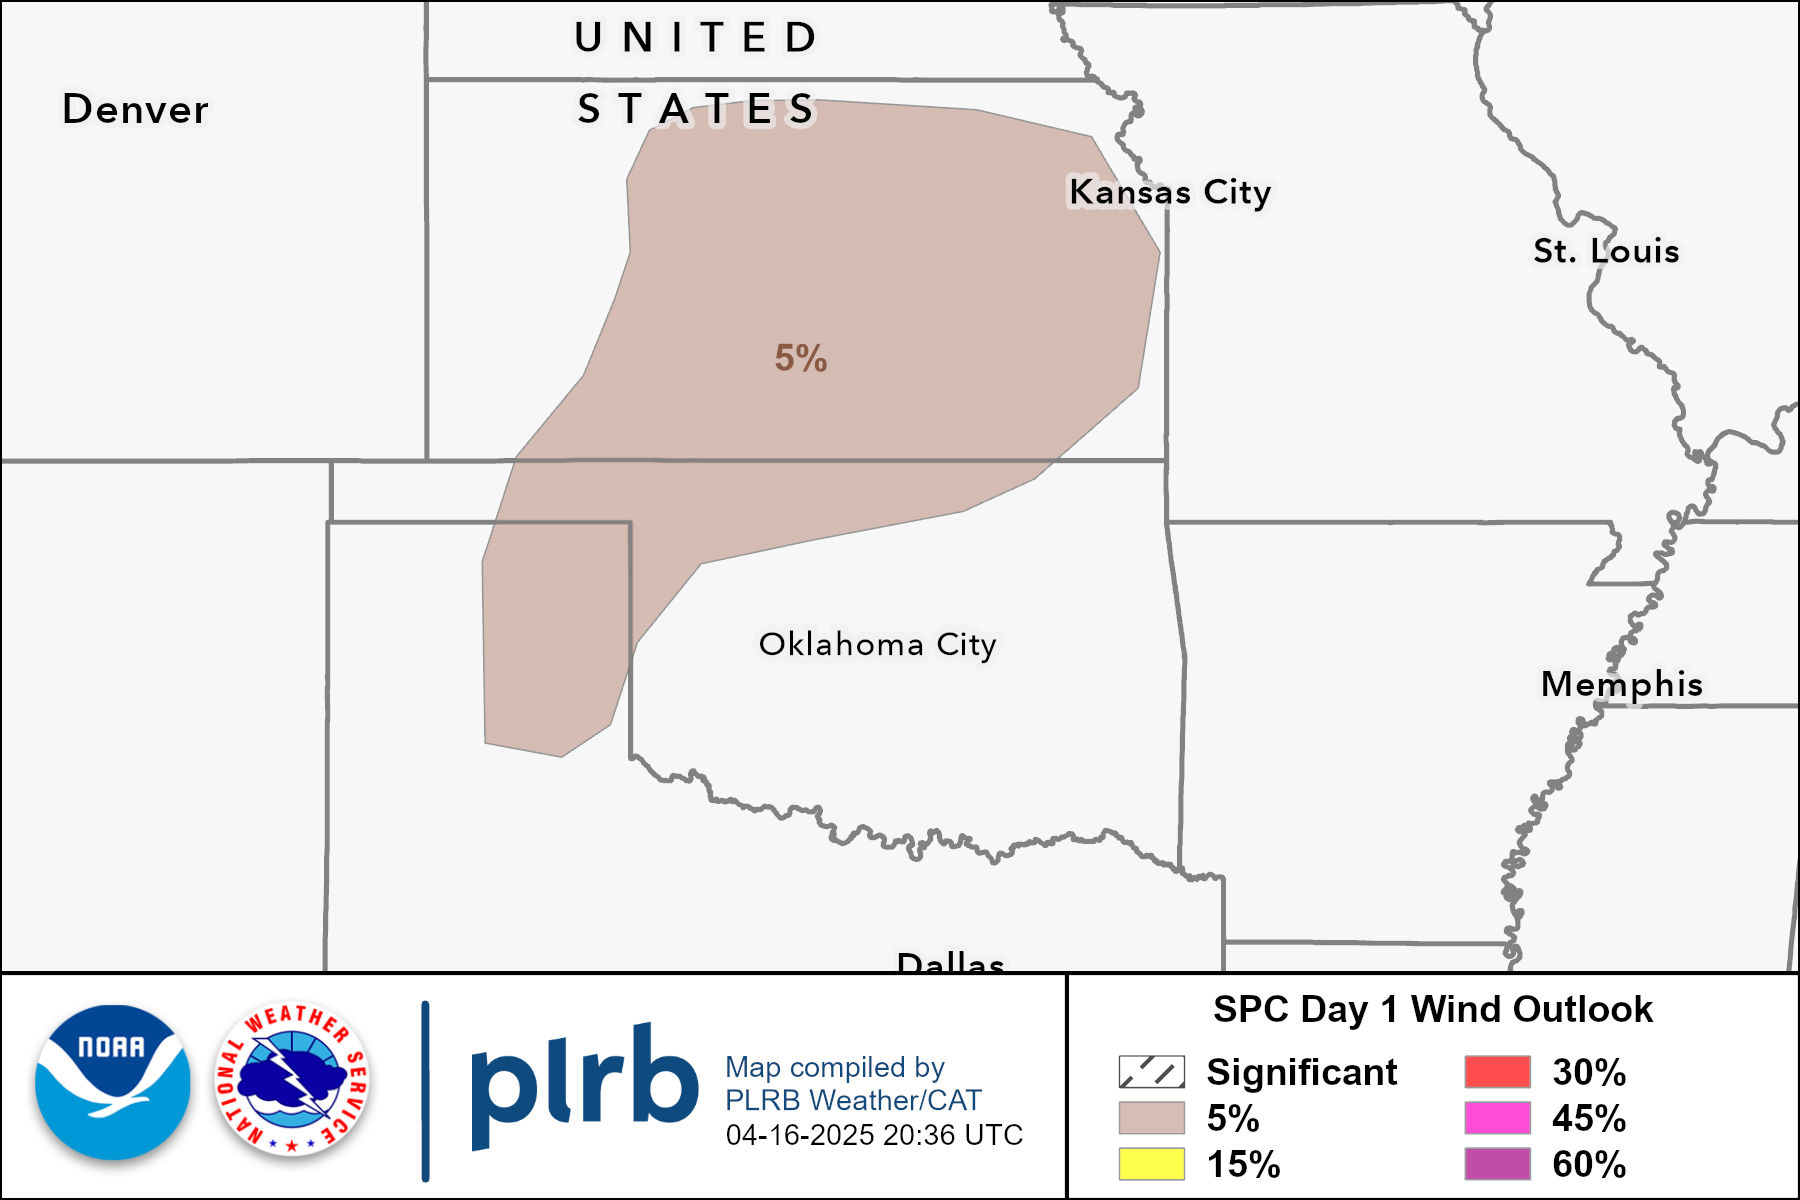 UNITED
STATES
Denver
Kansas City
St. Louis
5%
Oklahoma City
Memphis
Dallas
NOAA
NATIONAL WEATHER SERVICE
plrb
Map compiled by
PLRB Weather/CAT
04-16-2025 20:36 UTC
SPC Day 1 Wind Outlook
Significant
5%
15%
30%
45%
60%